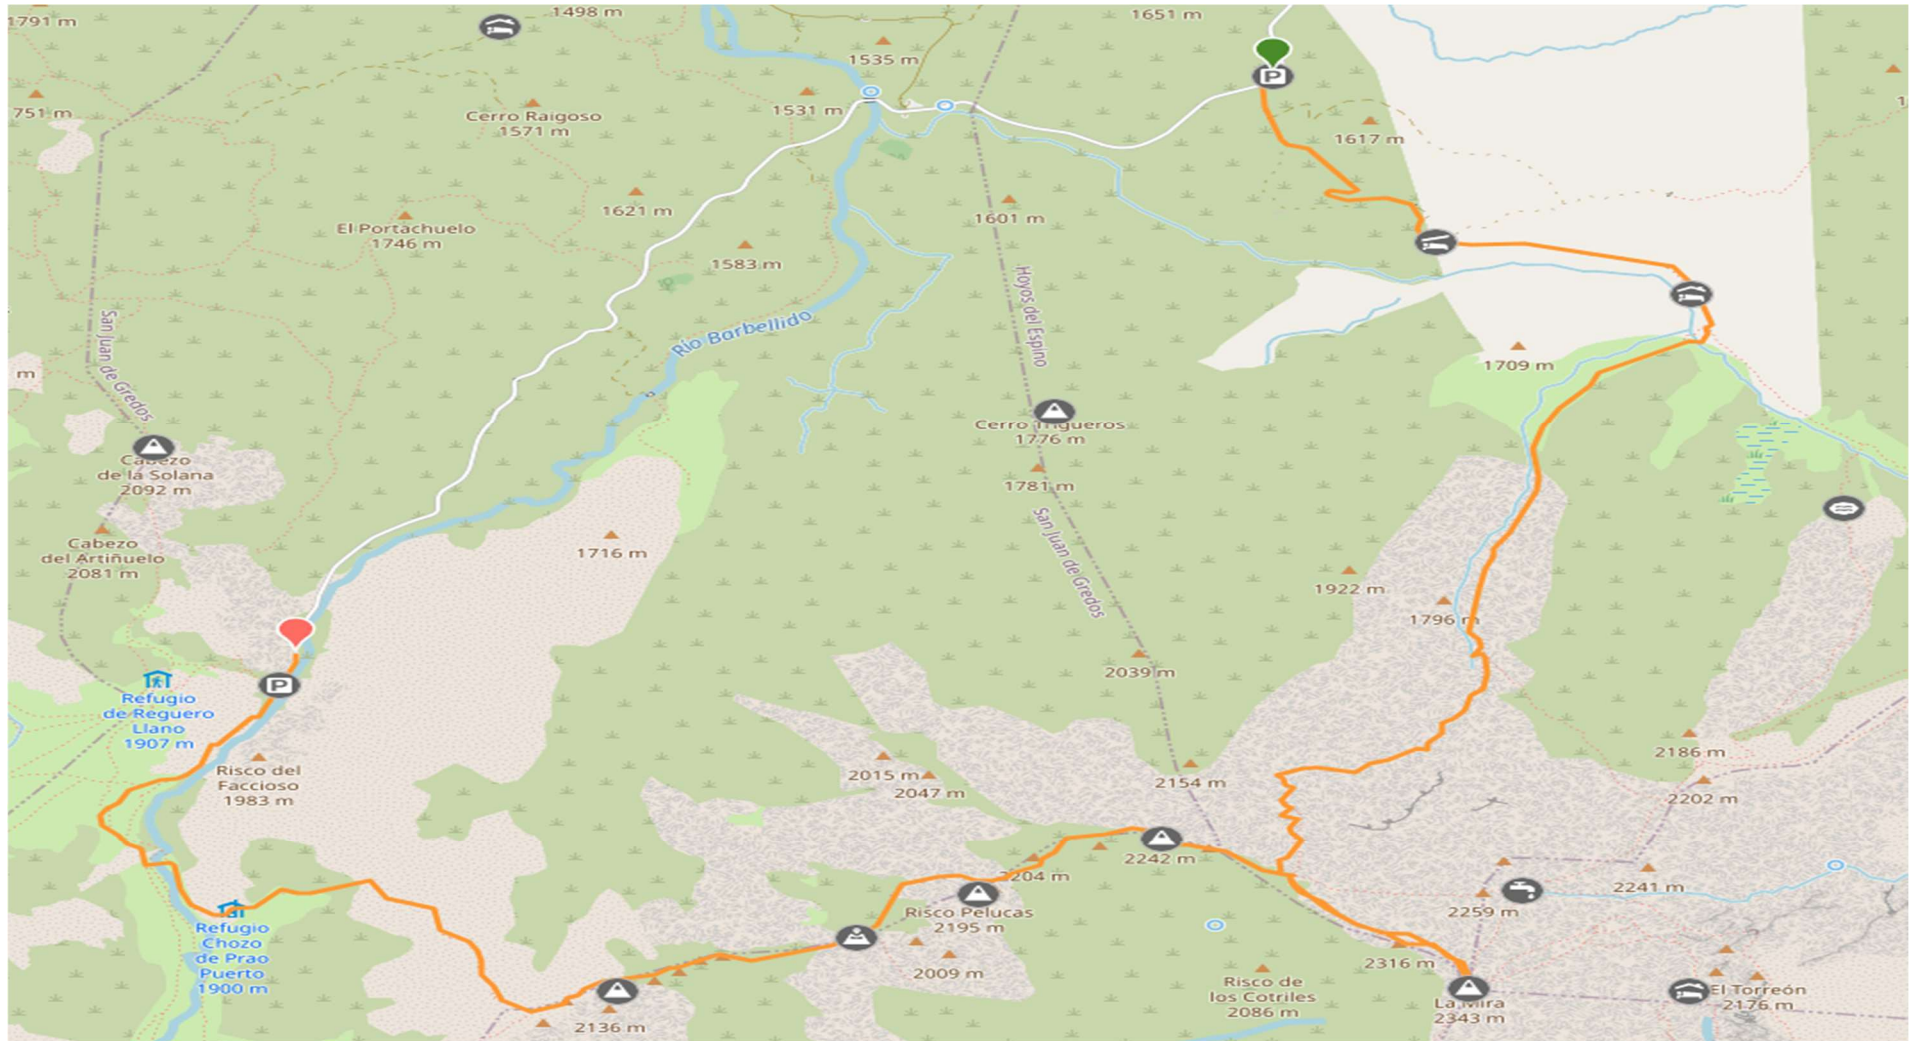 1791 m
1498 m
1651 m
1535 m
P
751 m
1531 m
Cerro Raigoso
1571 m
1617 m
1621 m
1601 m
El Portachuelo
1746 m
1583 m
Hoyos del Espino
San Juan de Gredos
Río Barbellido
1709 m
m
Cerro Trigueros
1776 m
Cabezo
de la Solana
2092 m
1781 m
San Juan de Gredos
Cabezo
del Artiñuelo
2081 m
1716 m
1922 m
1796 m
2039 m
P
Refugio
de Reguero
Llano
1907 m
2186 m
Risco del
Faccioso
1983 m
2015 m
2047 m
2154 m
2202 m
2242 m
2204 m
2241 m
Risco Pelucas
2195 m
2259 m
Refugio
Chozo
de Prao
Puerto
1900 m
2009 m
2316 m
Risco de
los Cotriles
2086 m
La Mira
2343 m
El Torreón
2176 m
2136 m